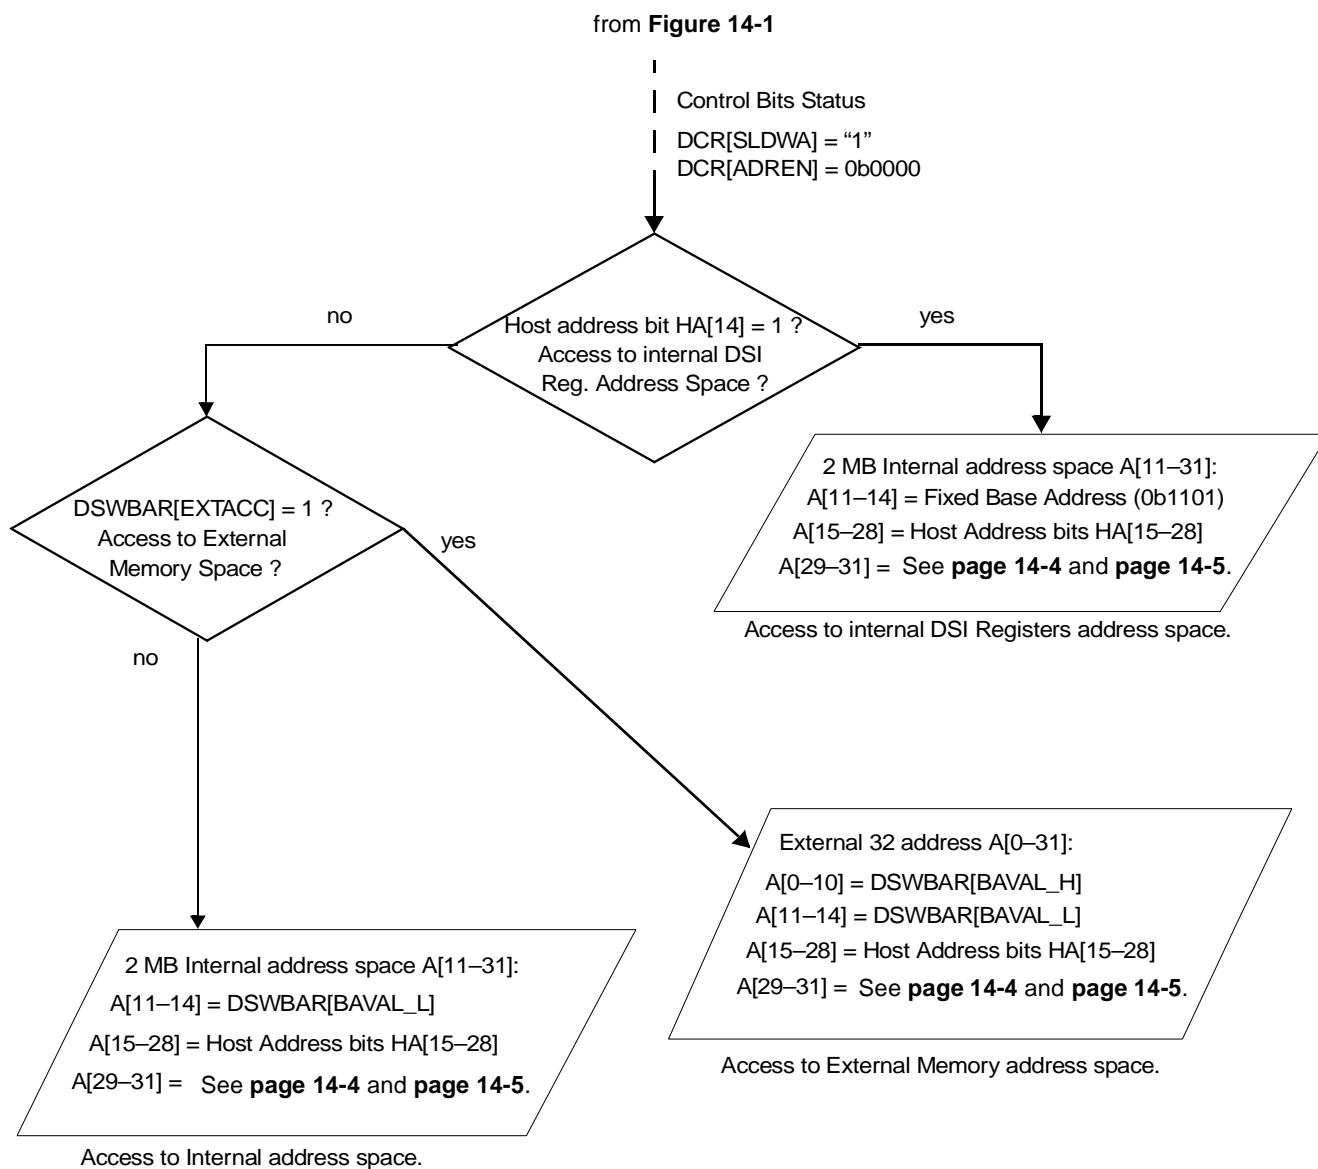 from Figure 14-1
Control Bits Status
DCR[SLDWA] = “1”
DCR[ADREN] = 0b0000
no
yes
Host address bit HA[14] = 1 ?
Access to internal DSI
Reg. Address Space ?
2 MB Internal address space A[11–31]:
A[11–14] = Fixed Base Address (0b1101)
A[15–28] = Host Address bits HA[15–28]
A[29–31] = See page 14-4 and page 14-5.
Access to internal DSI Registers address space.
DSWBAR[EXTACC] = 1 ?
Access to External
Memory Space ?
yes
no
External 32 address A[0–31]:
A[0–10] = DSWBAR[BAVAL_H]
A[11–14] = DSWBAR[BAVAL_L]
A[15–28] = Host Address bits HA[15–28]
A[29–31] = See page 14-4 and page 14-5.
Access to External Memory address space.
2 MB Internal address space A[11–31]:
A[11–14] = DSWBAR[BAVAL_L]
A[15–28] = Host Address bits HA[15–28]
A[29–31] = See page 14-4 and page 14-5.
Access to Internal address space.